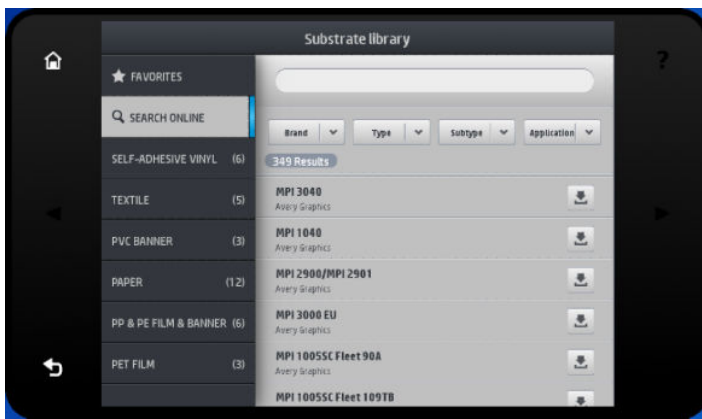 Substrate library
?
FAVORITES
SEARCH ONLINE
SELF-ADHESIVE VINYL (6)
TEXTILE (5)
PVC BANNER (3)
PAPER (12)
PP & PE FILM & BANNER (6)
PET FILM (3)
Brand Type Subtype Application
349 Results
MPI 3040
Avery Graphics
MPI 1040
Avery Graphics
MPI 2900/MPI 2901
Avery Graphics
MPI 3000 EU
Avery Graphics
MPI 1005SC Fleet 90A
Avery Graphics
MPI 1005SC Fleet 109TB